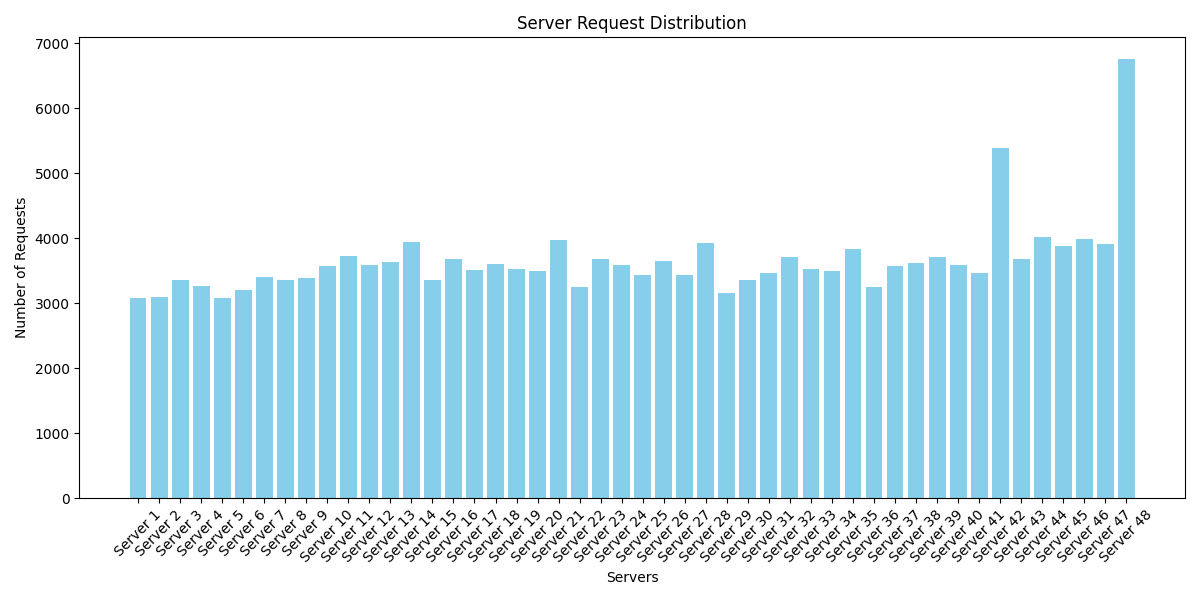 Server Request Distribution
7000
6000
5000
4000
3000
2000
1000
0
Number of Requests
Server 1
Server 2
Server 3
Server 4
Server 5
Server 6
Server 7
Server 8
Server 9
Server 10
Server 11
Server 12
Server 13
Server 14
Server 15
Server 16
Server 17
Server 18
Server 19
Server 20
Server 21
Server 22
Server 23
Server 24
Server 25
Server 26
Server 27
Server 28
Server 29
Server 30
Server 31
Server 32
Server 33
Server 34
Server 35
Server 36
Server 37
Server 38
Server 39
Server 40
Server 41
Server 42
Server 43
Server 44
Server 45
Server 46
Server 47
Server 48
Servers